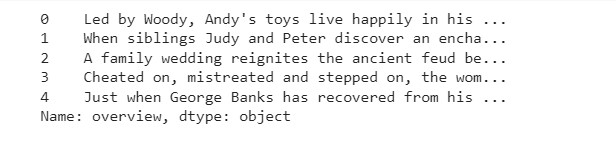 0 Led by Woody, Andy's toys live happily in his ...
1 When siblings Judy and Peter discover an encha...
2 A family wedding reignites the ancient feud be...
3 Cheated on, mistreated and stepped on, the wom...
4 Just when George Banks has recovered from his ...
Name: overview, dtype: object